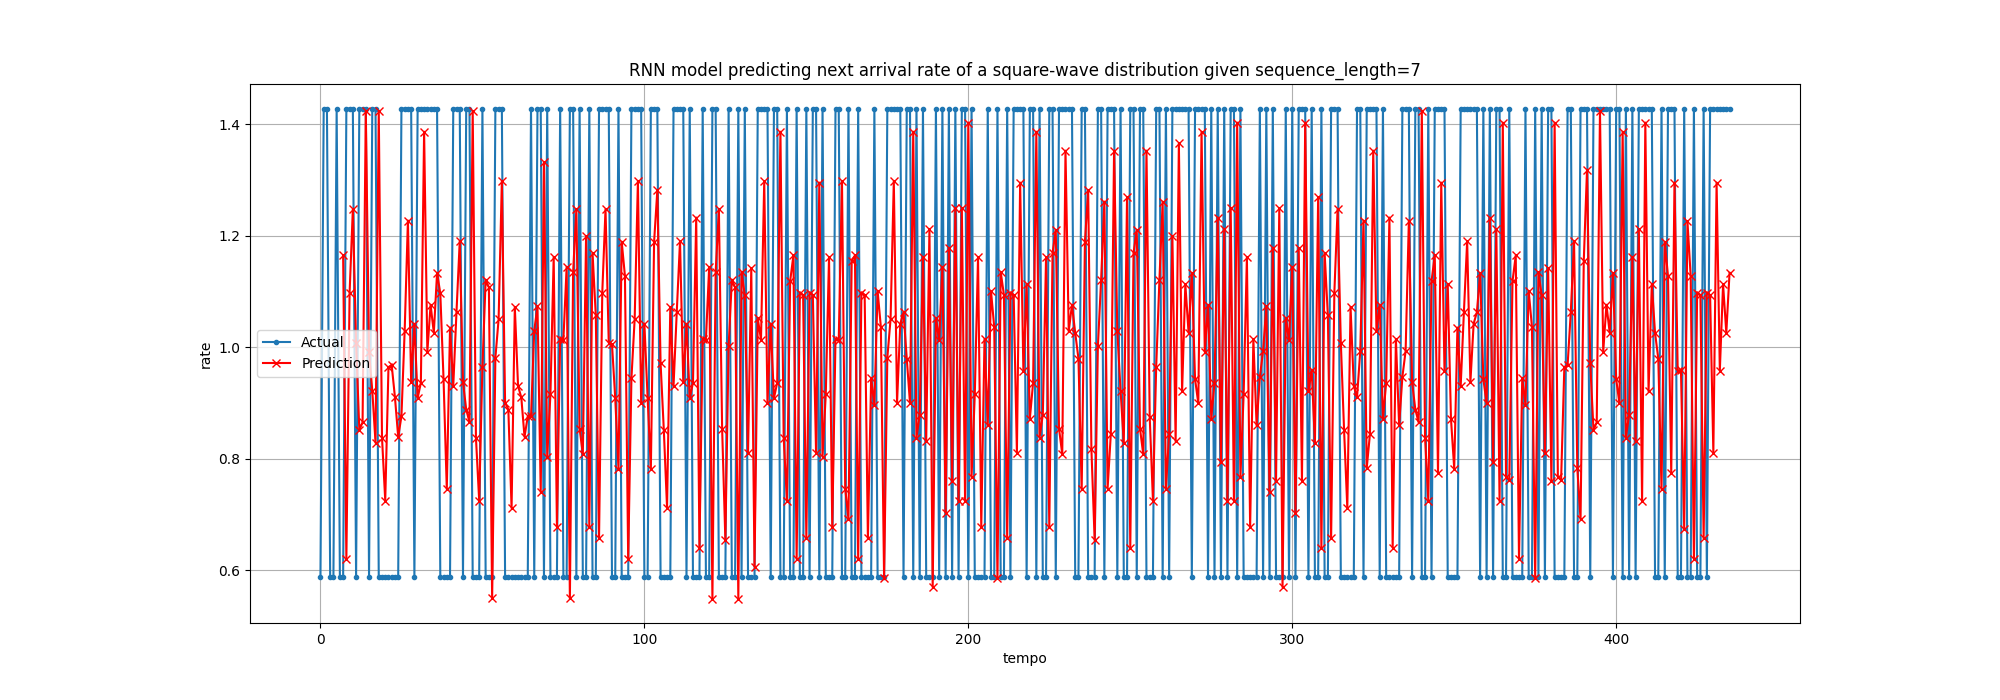 RNN model predicting next arrival rate of a square-wave distribution given sequence_length=7
1.4
1.2
1.0
0.8
0.6
rate
Actual
Prediction
0
100
200
300
400
tempo